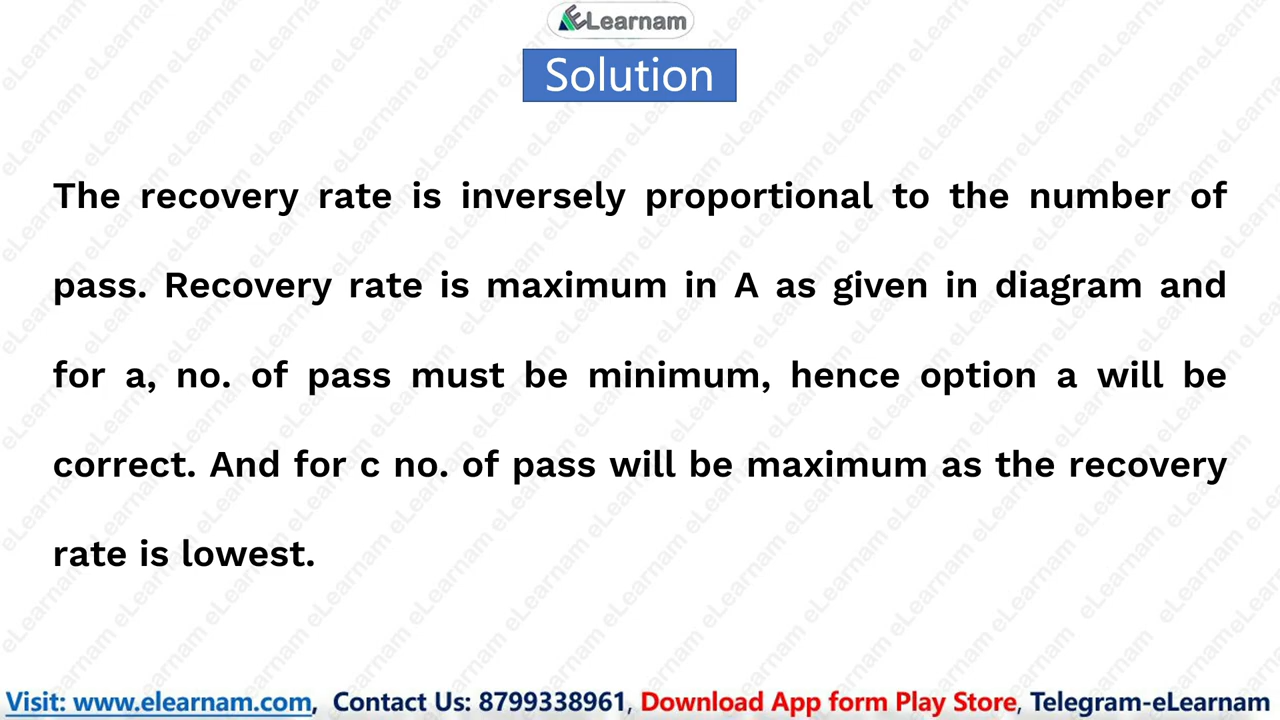 ELearnam
Solution
The recovery rate is inversely proportional to the number of
pass. Recovery rate is maximum in A as given in diagram and
for a, no. of pass must be minimum, hence option a will be
correct. And for c no. of pass will be maximum as the recovery
rate is lowest.
Visit: www.elearnam.com, Contact Us: 8799338961, Download App form Play Store, Telegram-eLearnam